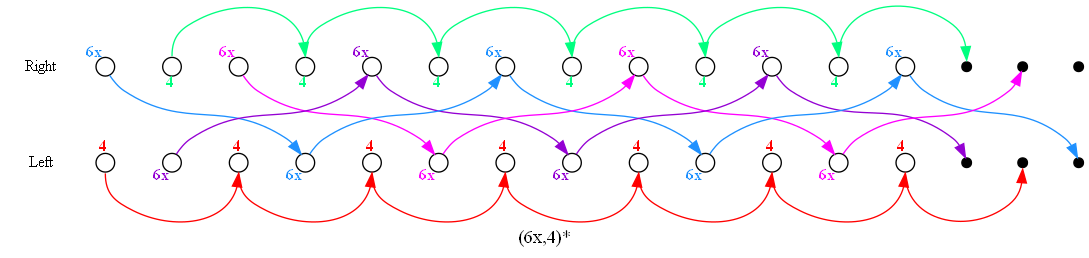 6x 6x 6x 6x 6x 6x 6x
Right
4 4 4 4 4 4
4 4 4 4 4 4 4
Left
6x 6x 6x 6x 6x 6x
(6x,4)*